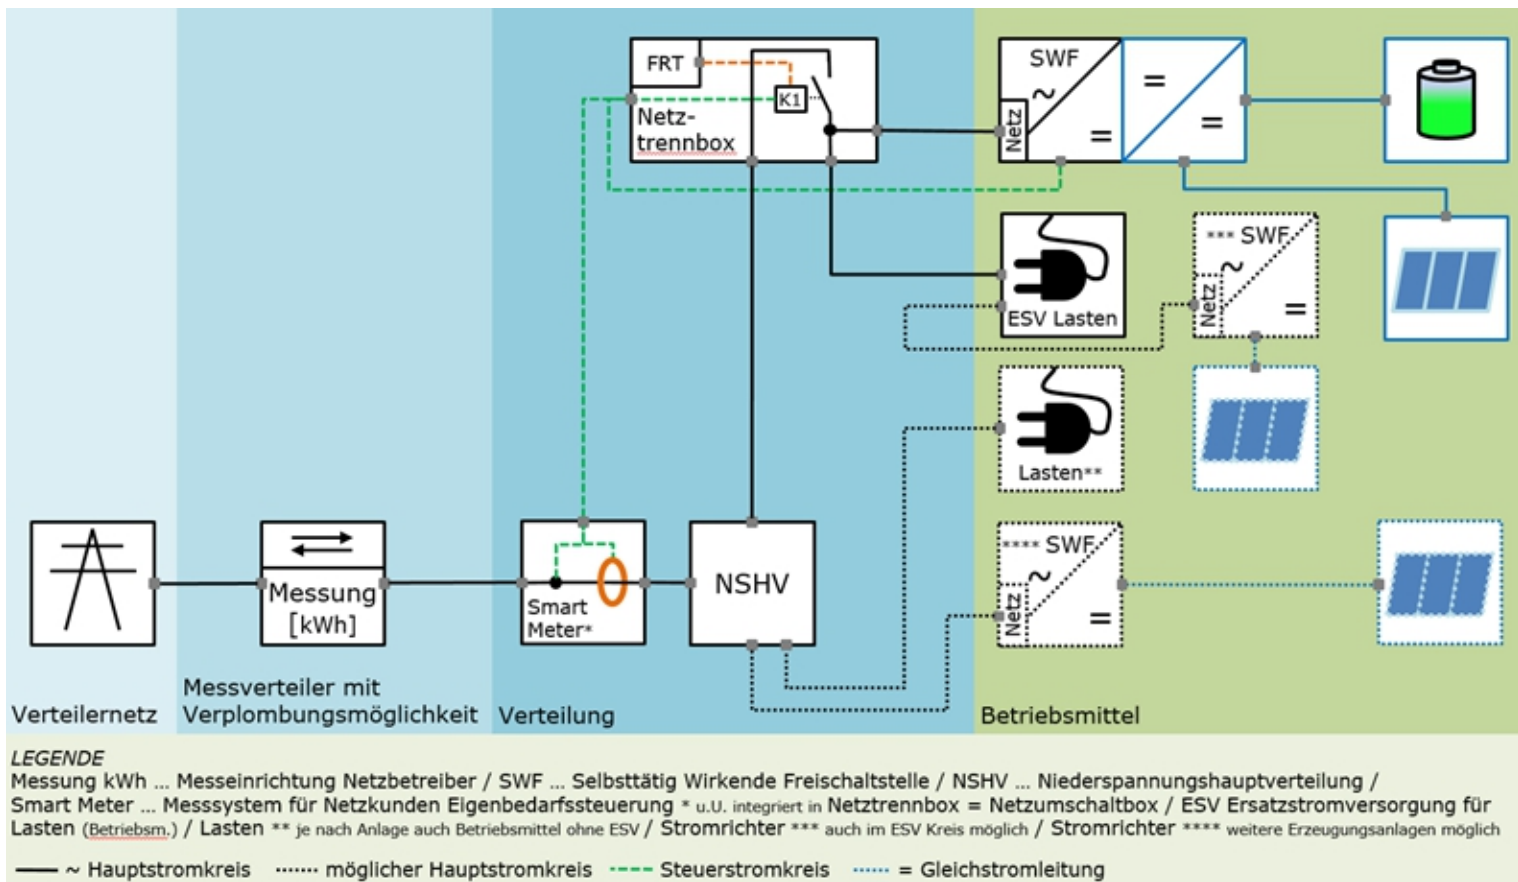 FRT
K1
Netz-
trennbox
SWF
~
=
Netz
=
=
*** SWF
~
=
Netz
ESV Lasten
Lasten**
**** SWF
~
=
Netz
Messung
[kWh]
Smart
Meter*
NSHV
Verteilernetz
Messverteiler mit
Verplombungsmöglichkeit
Verteilung
Betriebsmittel
LEGENDE
Messung kWh ... Messeinrichtung Netzbetreiber / SWF ... Selbsttätig Wirkende Freischaltstelle / NSHV ... Niederspannungshauptverteilung /
Smart Meter ... Messsystem für Netzkunden Eigenbedarfssteuerung * u.U. integriert in Netztrennbox = Netzumschaltbox / ESV Ersatzstromversorgung für
Lasten (Betriebsm.) / Lasten ** je nach Anlage auch Betriebsmittel ohne ESV / Stromrichter *** auch im ESV Kreis möglich / Stromrichter **** weitere Erzeugungsanlagen möglich
~ Hauptstromkreis möglicher Hauptstromkreis Steuerstromkreis = Gleichstromleitung